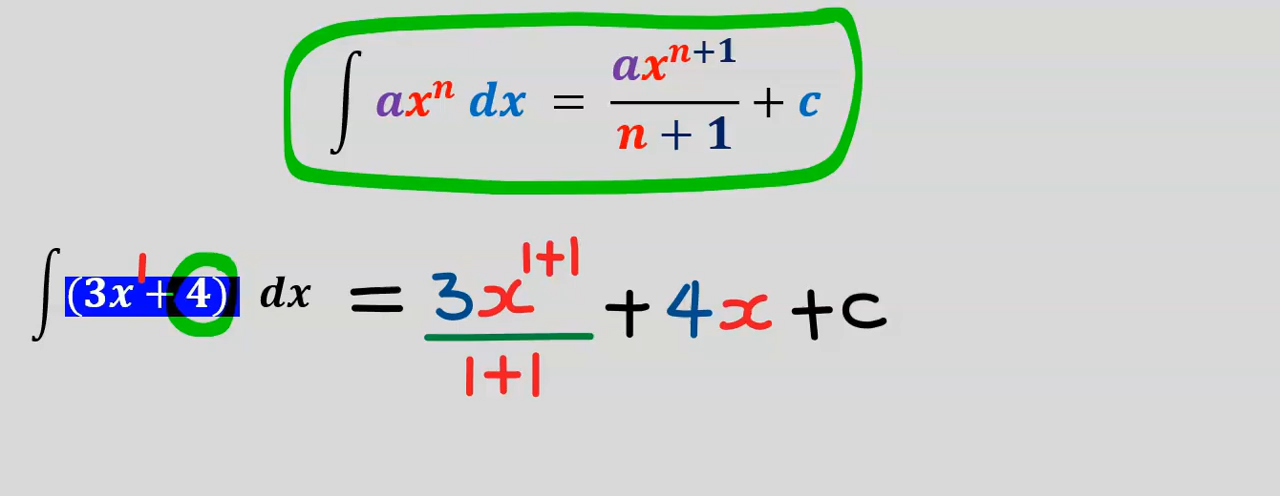 ∫ axⁿ dx = axⁿ⁺¹ / n + 1 + c
∫ (3x¹ + 4) dx = 3x¹⁺¹ / 1+1 + 4x + c